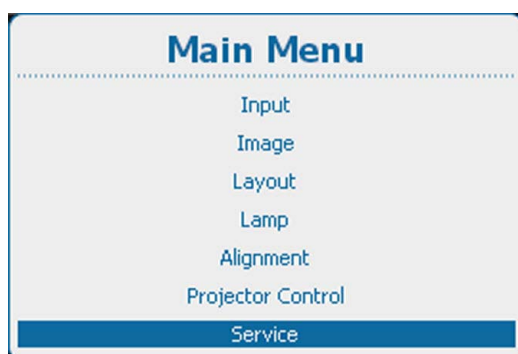 Main Menu
Input
Image
Layout
Lamp
Alignment
Projector Control
Service